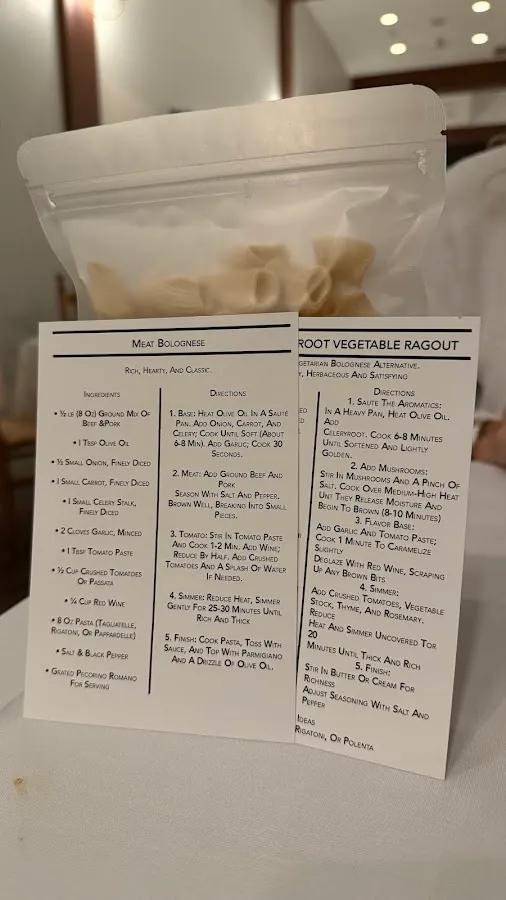 MEAT BOLOGNESE
RICH, HEARTY, AND CLASSIC.
INGREDIENTS
• ½ LB (8 OZ) GROUND MIX OF
BEEF &PORK
• 1 TBSP OLIVE OIL
• ½ SMALL ONION, FINELY DICED
• 1 SMALL CARROT, FINELY DICED
• 1 SMALL CELERY STALK,
FINELY DICED
• 2 CLOVES GARLIC, MINCED
• 1 TBSP TOMATO PASTE
• ½ CUP CRUSHED TOMATOES
OR PASSATA
• ¼ CUP RED WINE
• 8 OZ PASTA (TAGLIATELLE,
RIGATONI, OR PAPPARDELLE)
• SALT & BLACK PEPPER
• GRATED PECORINO ROMANO
FOR SERVING
DIRECTIONS
1. BASE: HEAT OLIVE OIL IN A SAUTÉ
PAN. ADD ONION, CARROT, AND
CELERY; COOK UNTIL SOFT (ABOUT
6-8 MIN). ADD GARLIC; COOK 30
SECONDS.
2. MEAT: ADD GROUND BEEF AND
PORK
SEASON WITH SALT AND PEPPER.
BROWN WELL, BREAKING INTO SMALL
PIECES.
3. TOMATO: STIR IN TOMATO PASTE
AND COOK 1-2 MIN. ADD WINE;
REDUCE BY HALF. ADD CRUSHED
TOMATOES AND A SPLASH OF WATER
IF NEEDED.
4. SIMMER: REDUCE HEAT, SIMMER
GENTLY FOR 25-30 MINUTES UNTIL
RICH AND THICK
5. FINISH: COOK PASTA, TOSS WITH
SAUCE, AND TOP WITH PARMIGIANO
AND A DRIZZLE OF OLIVE OIL.
ROOT VEGETABLE RAGOUT
GETARIAN BOLOGNESE ALTERNATIVE.
Y, HERBACEOUS AND SATISFYING
DIRECTIONS
1. SAUTE THE AROMATICS:
IN A HEAVY PAN, HEAT OLIVE OIL.
ADD
CELERYROOT. COOK 6-8 MINUTES
UNTIL SOFTENED AND LIGHTLY
GOLDEN.
2. ADD MUSHROOMS:
STIR IN MUSHROOMS AND A PINCH OF
SALT. COOK OVER MEDIUM-HIGH HEAT
UNT THEY RELEASE MOISTURE AND
BEGIN TO BROWN (8-10 MINUTES)
3. FLAVOR BASE:
ADD GARLIC AND TOMATO PASTE;
COOK 1 MINUTE TO CARAMELIZE
SLIGHTLY
DEGLAZE WITH RED WINE, SCRAPING
UP ANY BROWN BITS
4. SIMMER:
ADD CRUSHED TOMATOES, VEGETABLE
STOCK, THYME, AND ROSEMARY.
REDUCE
HEAT AND SIMMER UNCOVERED TOR
20
MINUTES UNTIL THICK AND RICH
5. FINISH:
STIR IN BUTTER OR CREAM FOR
RICHNESS
ADJUST SEASONING WITH SALT AND
PEPPER
IDEAS
RIGATONI, OR POLENTA